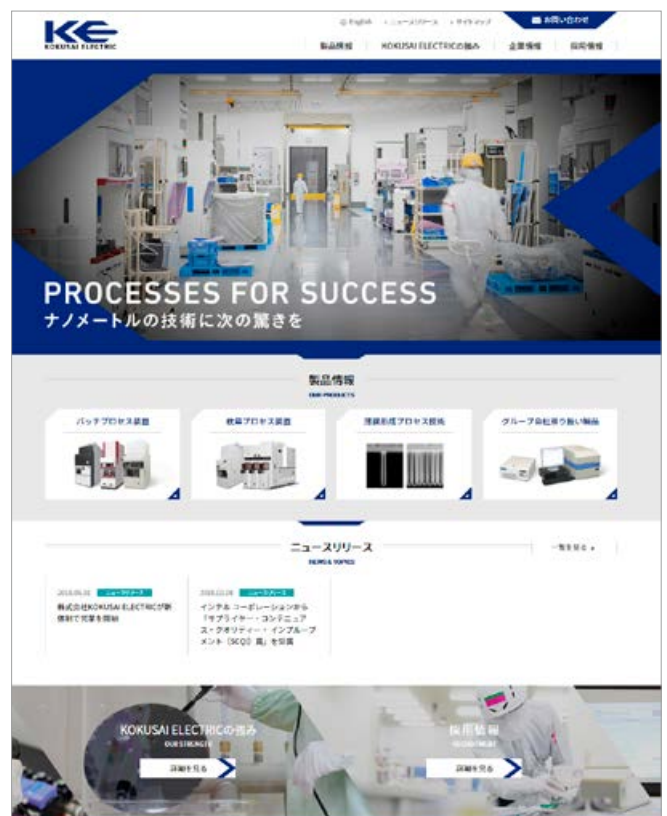 KE
KOKUSAI ELECTRIC
English
ニュースリリース
サイトマップ
お問い合わせ
製品情報
KOKUSAI ELECTRICの強み
企業情報
採用情報
PROCESSES FOR SUCCESS
ナノメートルの技術に次の驚きを
製品情報
OUR PRODUCTS
バッチプロセス装置
枚葉プロセス装置
薄膜形成プロセス技術
グループ会社取り扱い製品
ニュースリリース
NEWS & TOPICS
一覧を見る
ニュースリリース
株式会社KOKUSAI ELECTRICが新
体制で営業を開始
ニュースリリース
インテル コーポレーションから
「サプライヤー・コンティニュア
ス・クオリティー・インプルーブ
メント（SCQI）賞」を受賞
KOKUSAI ELECTRICの強み
OUR STRENGTH
詳細を見る
採用情報
RECRUITMENT
詳細を見る